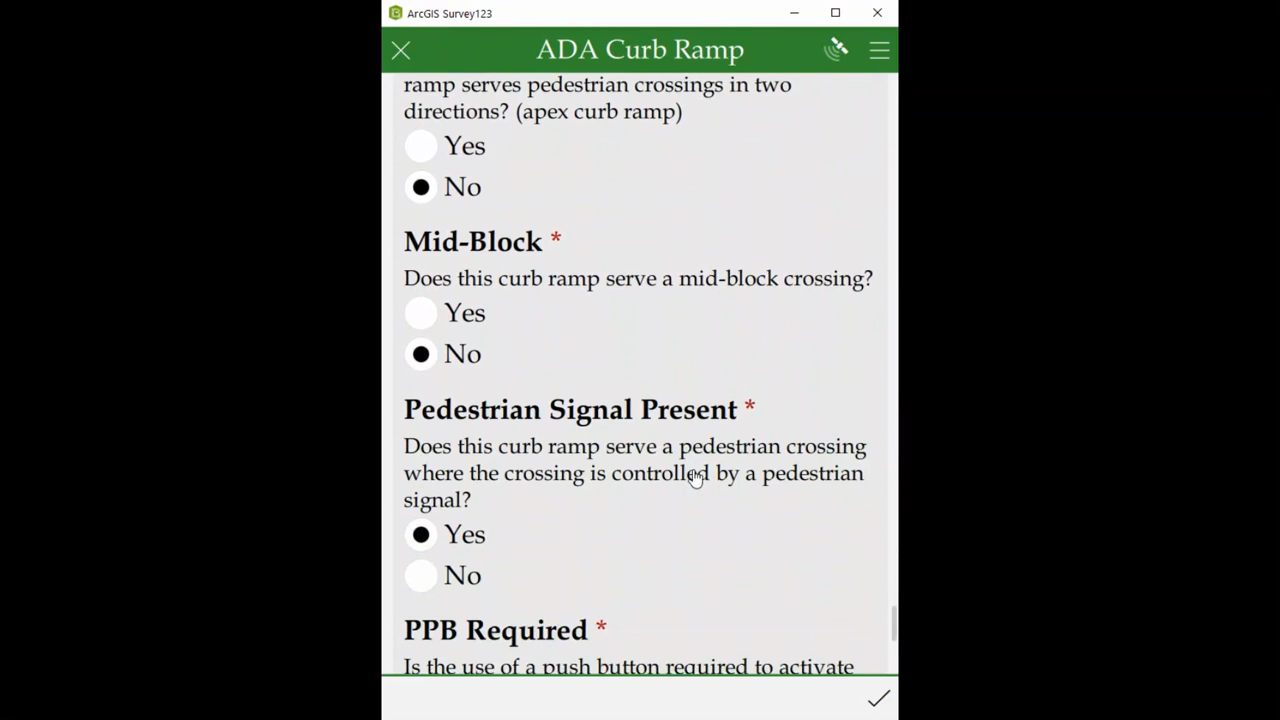 ArcGIS Survey123
ADA Curb Ramp
ramp serves pedestrian crossings in two
directions? (apex curb ramp)
Yes
No
Mid-Block *
Does this curb ramp serve a mid-block crossing?
Yes
No
Pedestrian Signal Present *
Does this curb ramp serve a pedestrian crossing
where the crossing is controlled by a pedestrian
signal?
Yes
No
PPB Required *
Is the use of a push button required to activate